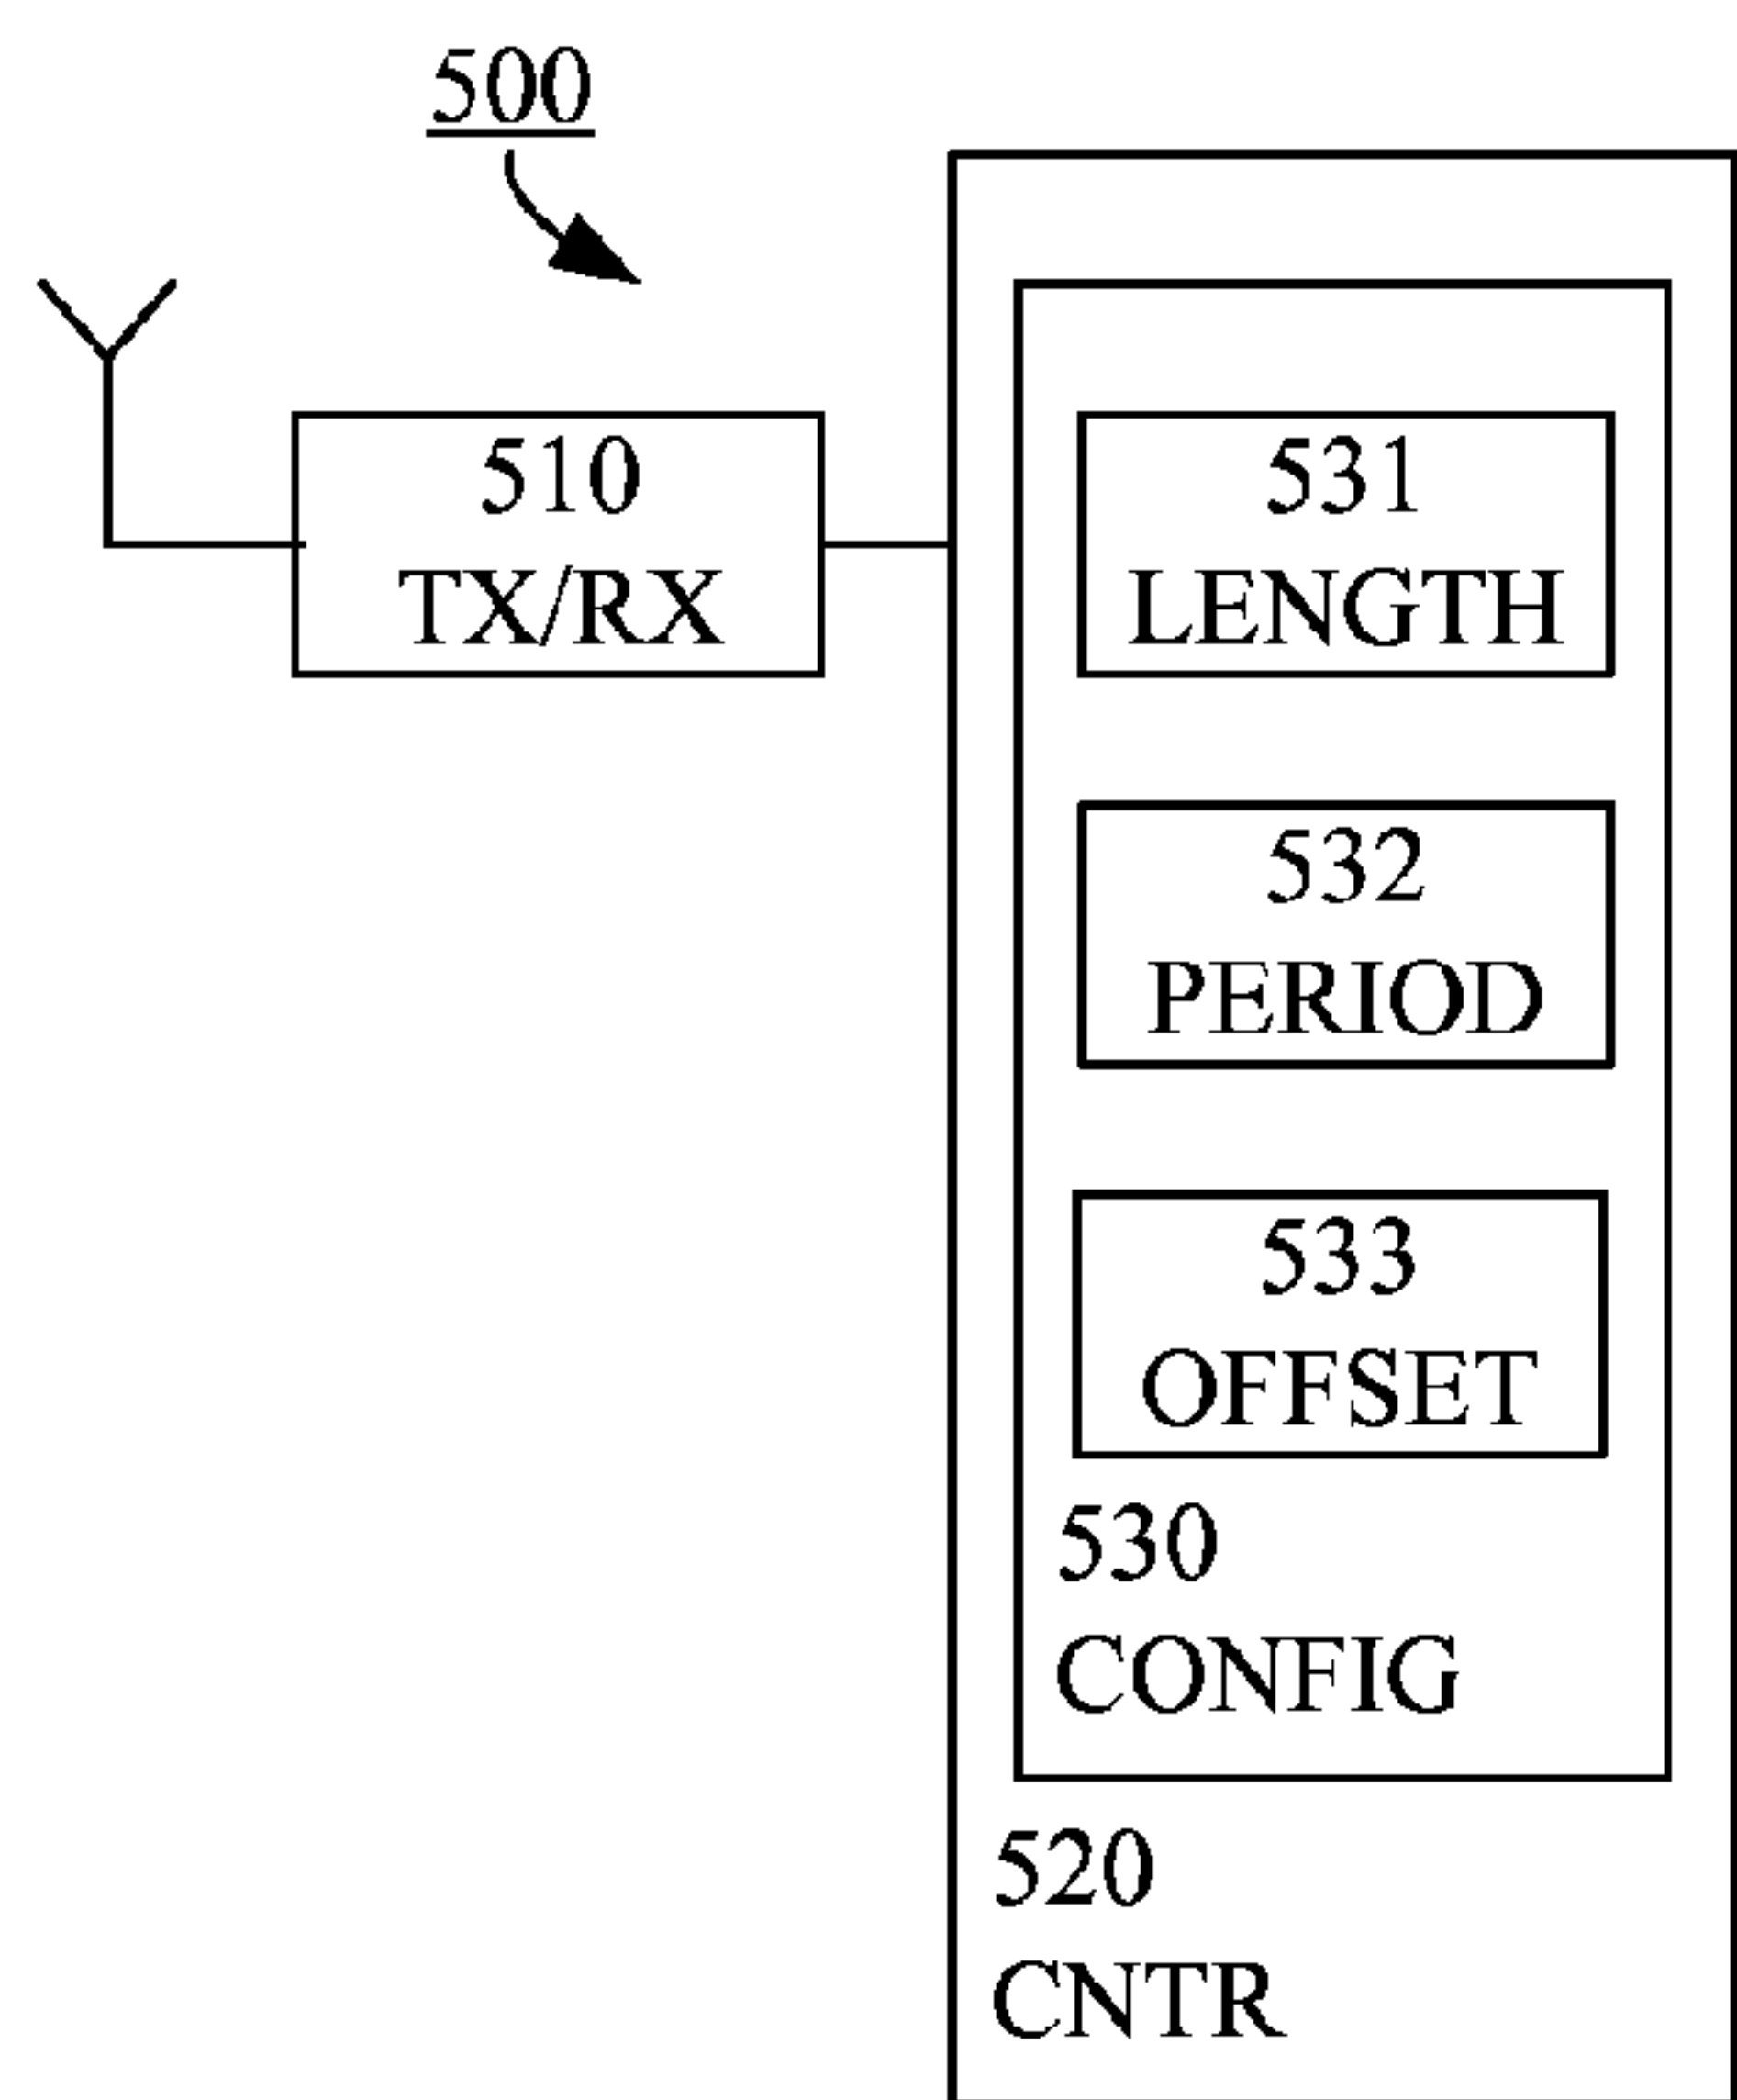 500
510
TX/RX
531
LENGTH
532
PERIOD
533
OFFSET
530
CONFIG
520
CNTR